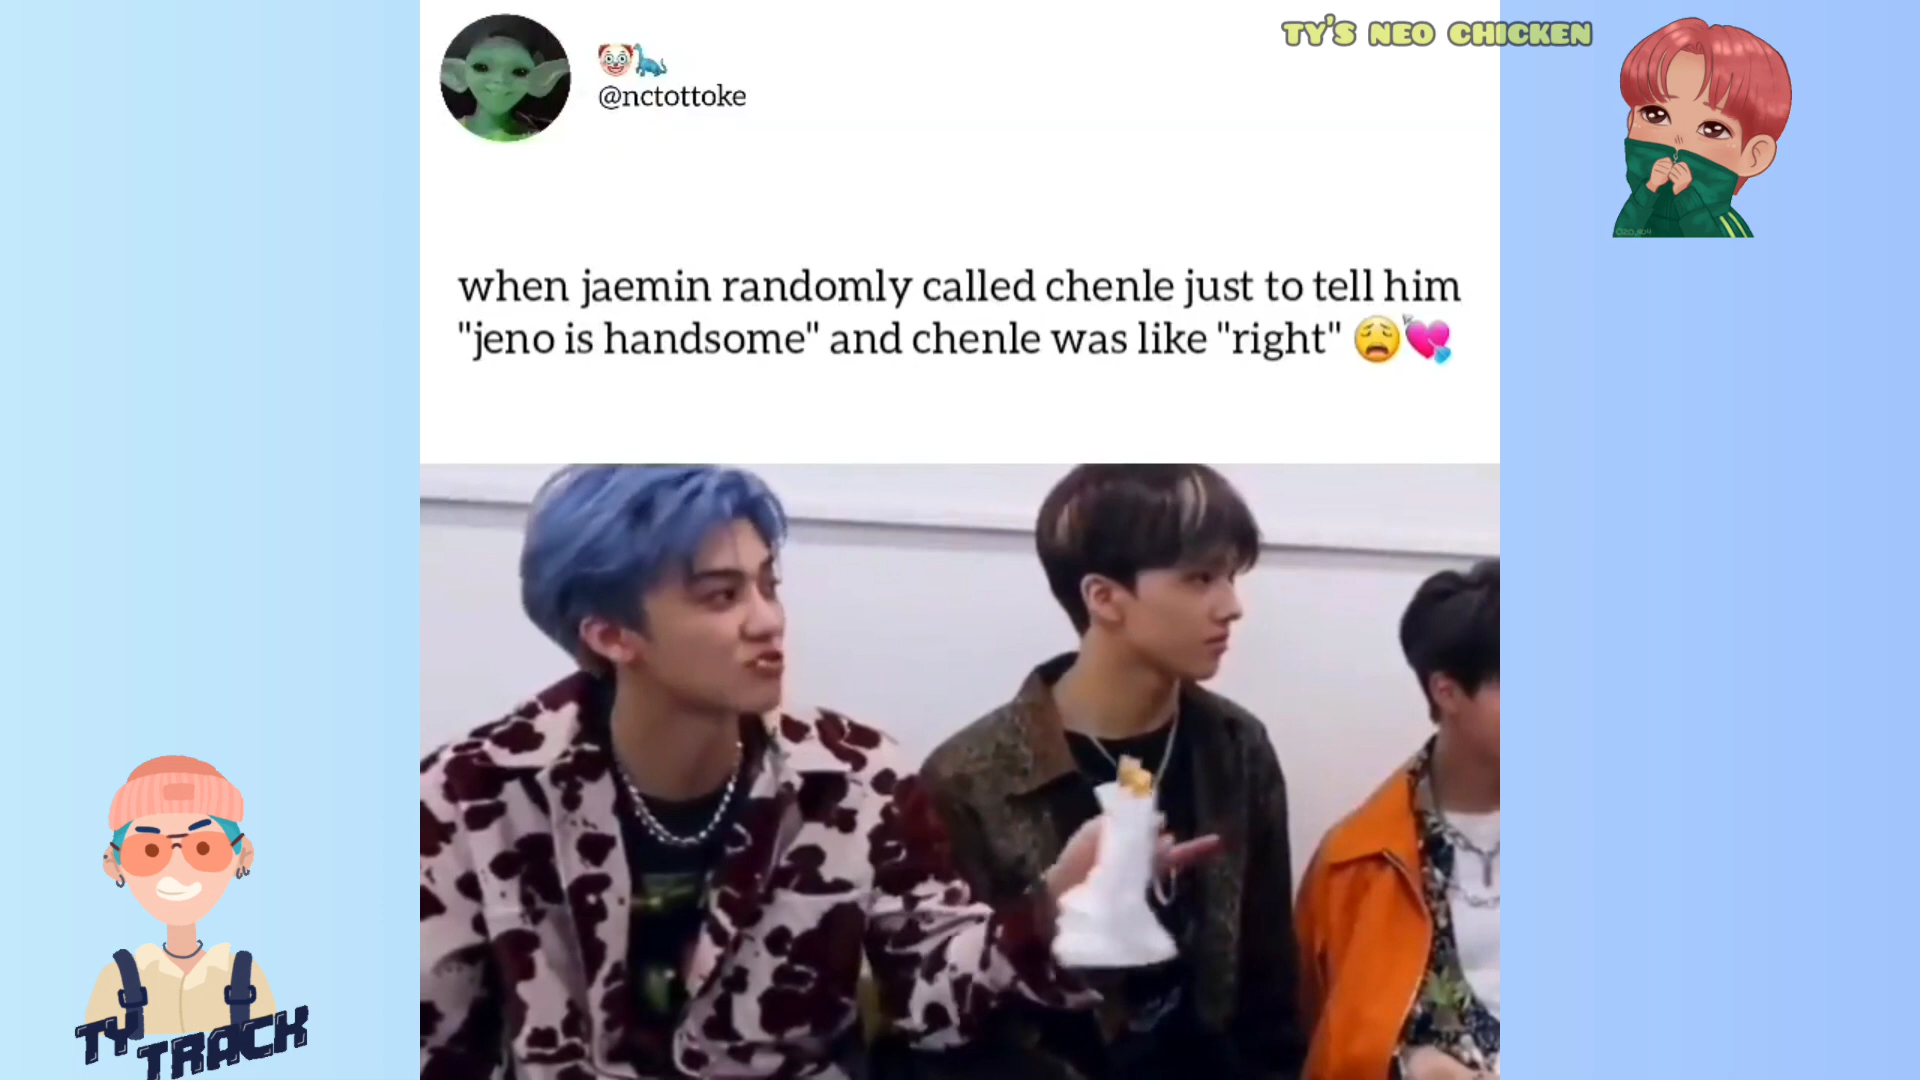 TY'S NEO CHICKEN
🤡🦕
@nctottoke
when jaemin randomly called chenle just to tell him
"jeno is handsome" and chenle was like "right" 😩💘
TY
TRACK